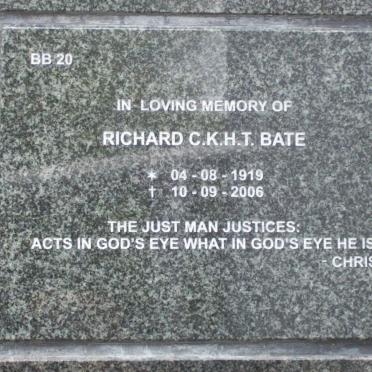 BB 20
IN LOVING MEMORY OF
RICHARD C.K.H.T. BATE
✶ 04 - 08 - 1919
† 10 - 09 - 2006
THE JUST MAN JUSTICES:
ACTS IN GOD'S EYE WHAT IN GOD'S EYE HE IS
- CHRIS